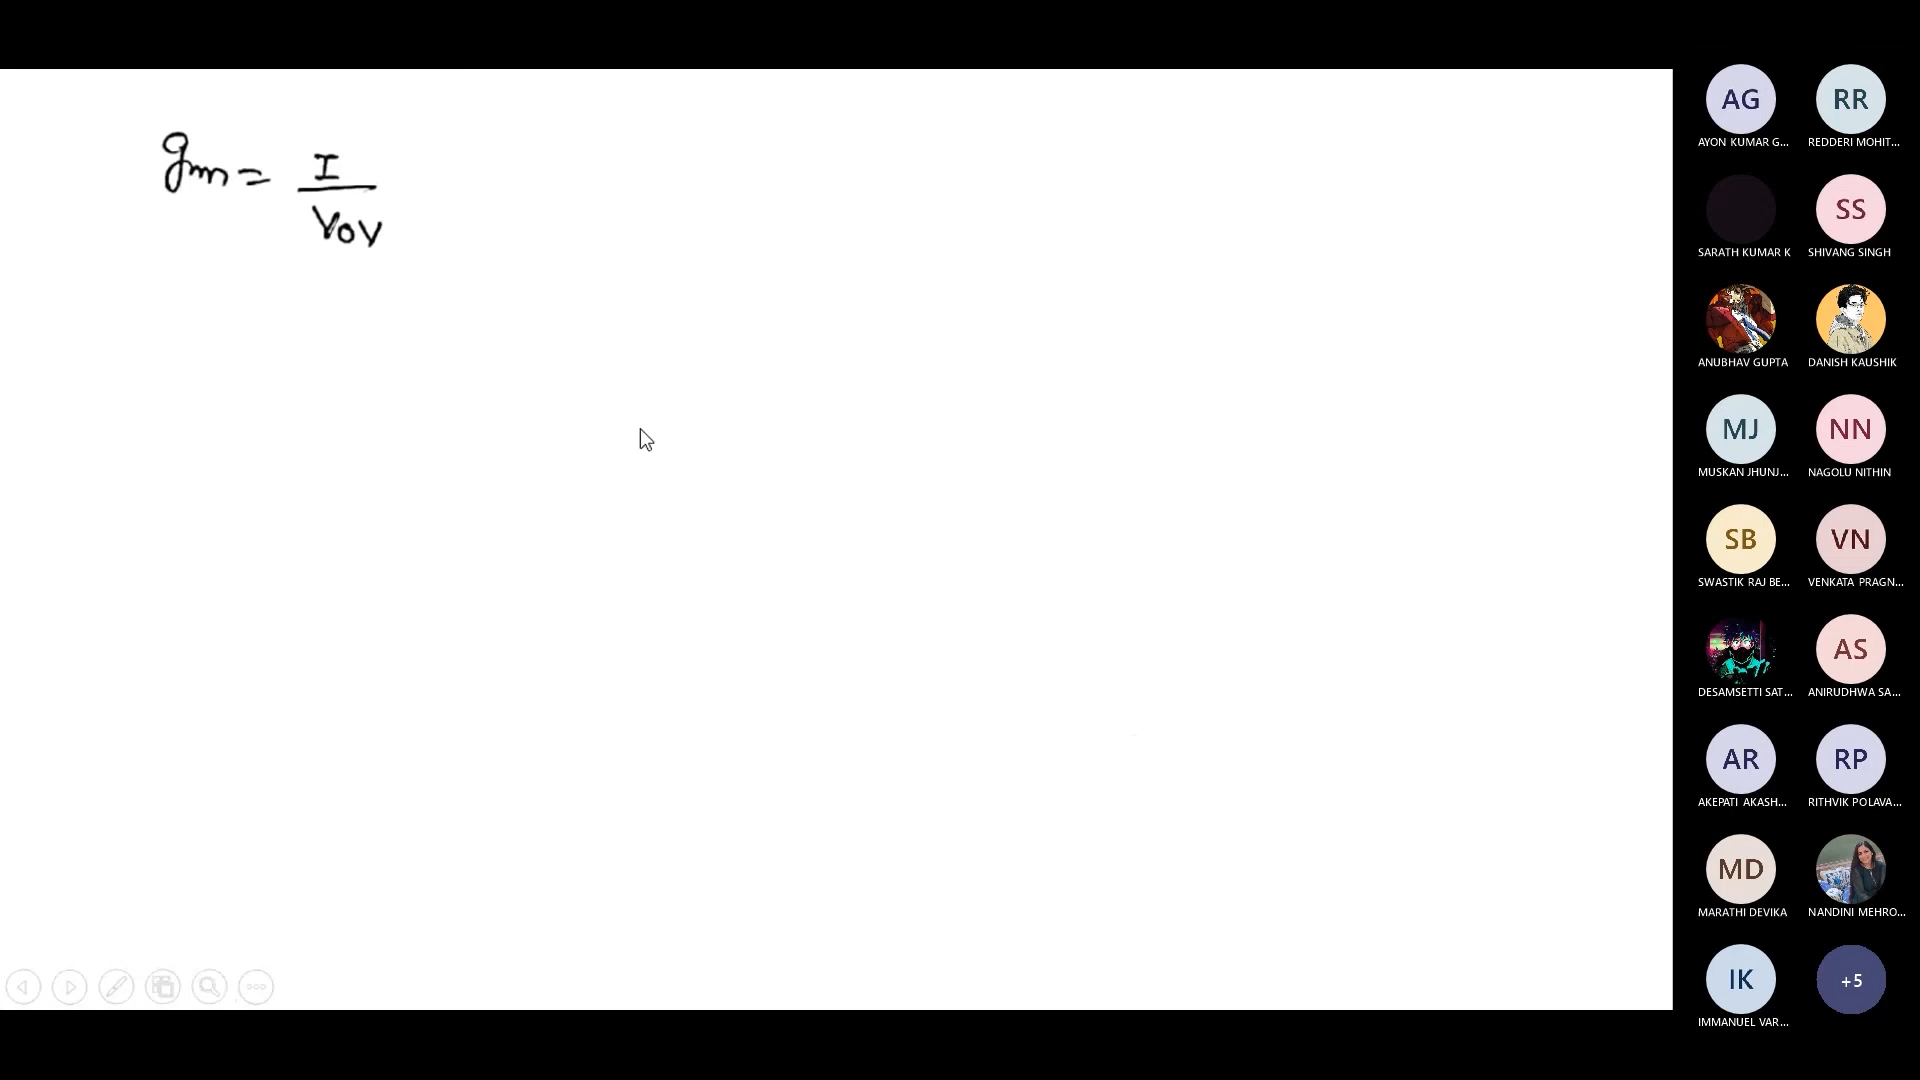 gm = I / VOV
AG
AYON KUMAR G...
RR
REDDERI MOHIT...
SARATH KUMAR K
SS
SHIVANG SINGH
ANUBHAV GUPTA
DANISH KAUSHIK
MJ
MUSKAN JHUNJ...
NN
NAGOLU NITHIN
SB
SWASTIK RAJ BE...
VN
VENKATA PRAGN...
DESAMSETTI SAT...
AS
ANIRUDHWA SA...
AR
AKEPATI AKASH...
RP
RITHVIK POLAVA...
MD
MARATHI DEVIKA
NANDINI MEHRO...
IK
IMMANUEL VAR...
+5